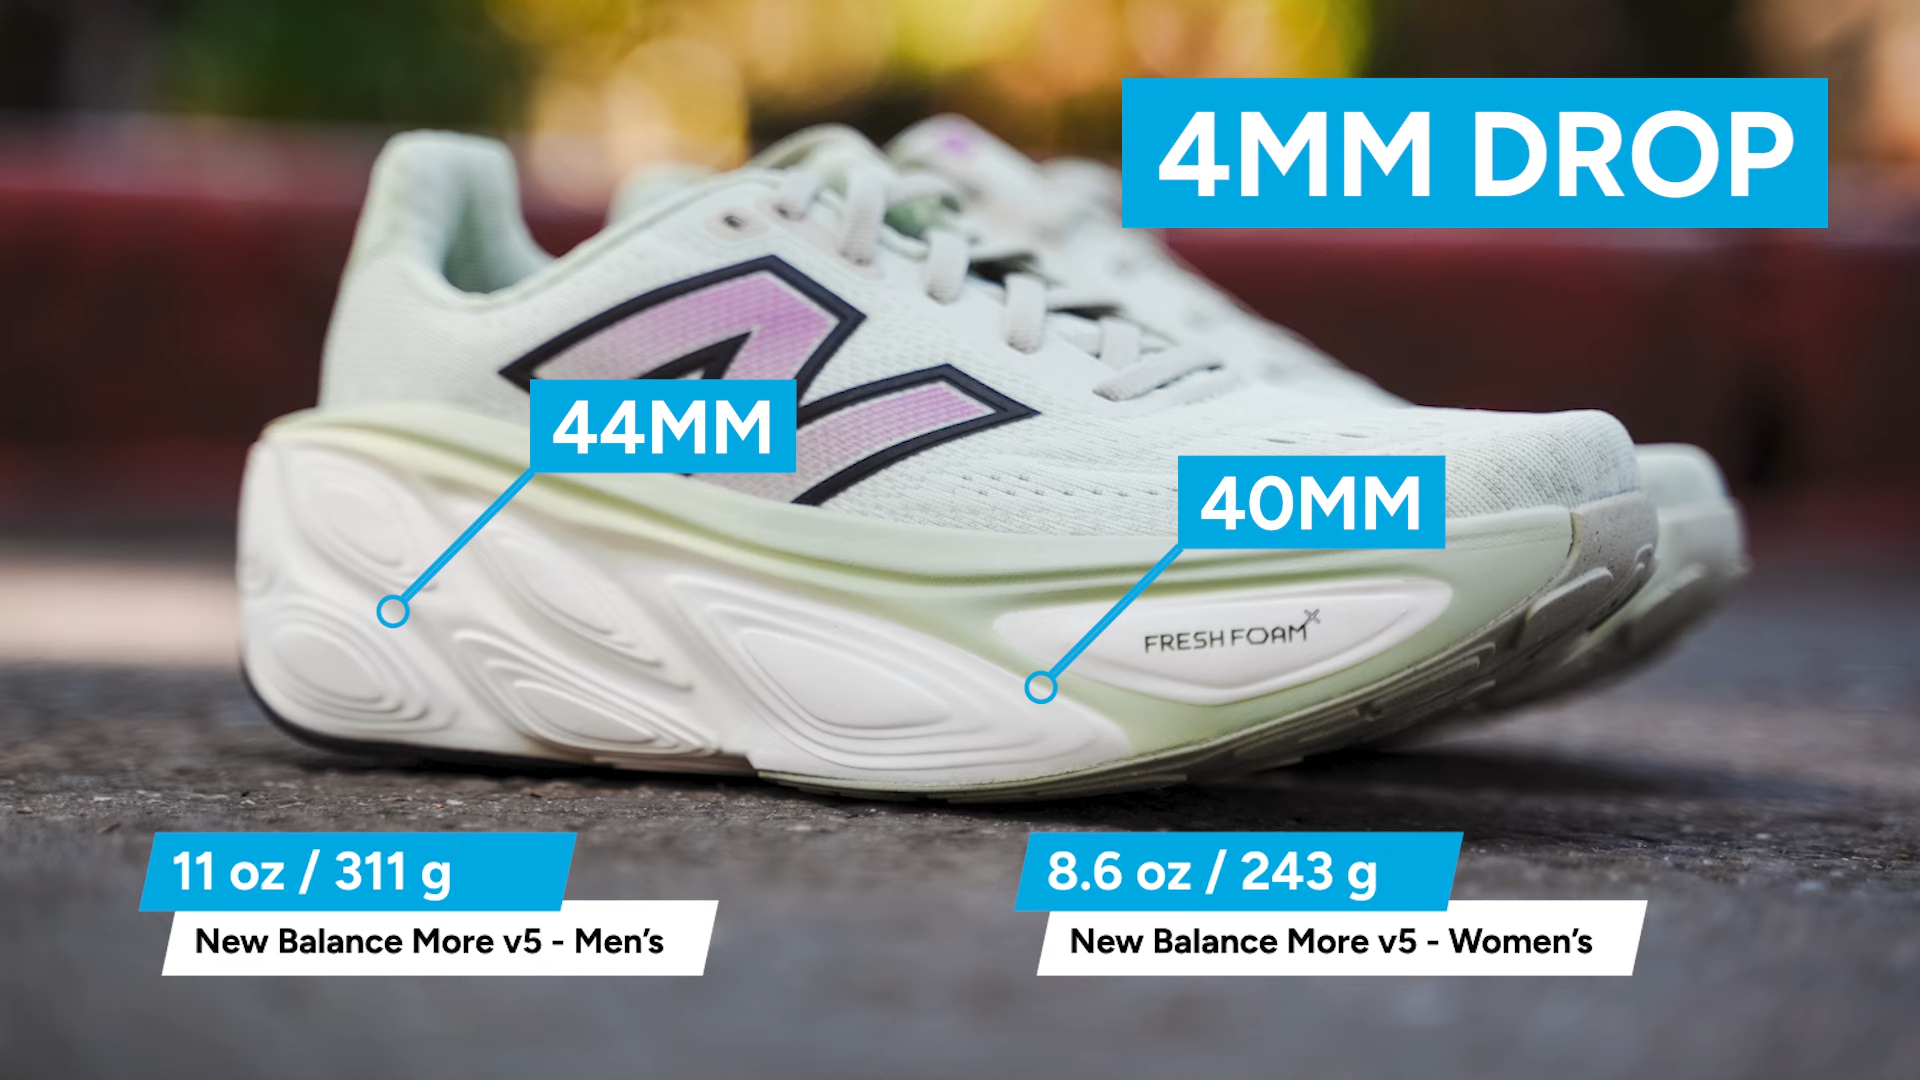 4MM DROP
44MM
40MM
FRESH FOAM X
11 oz / 311 g
New Balance More v5 - Men's
8.6 oz / 243 g
New Balance More v5 - Women's